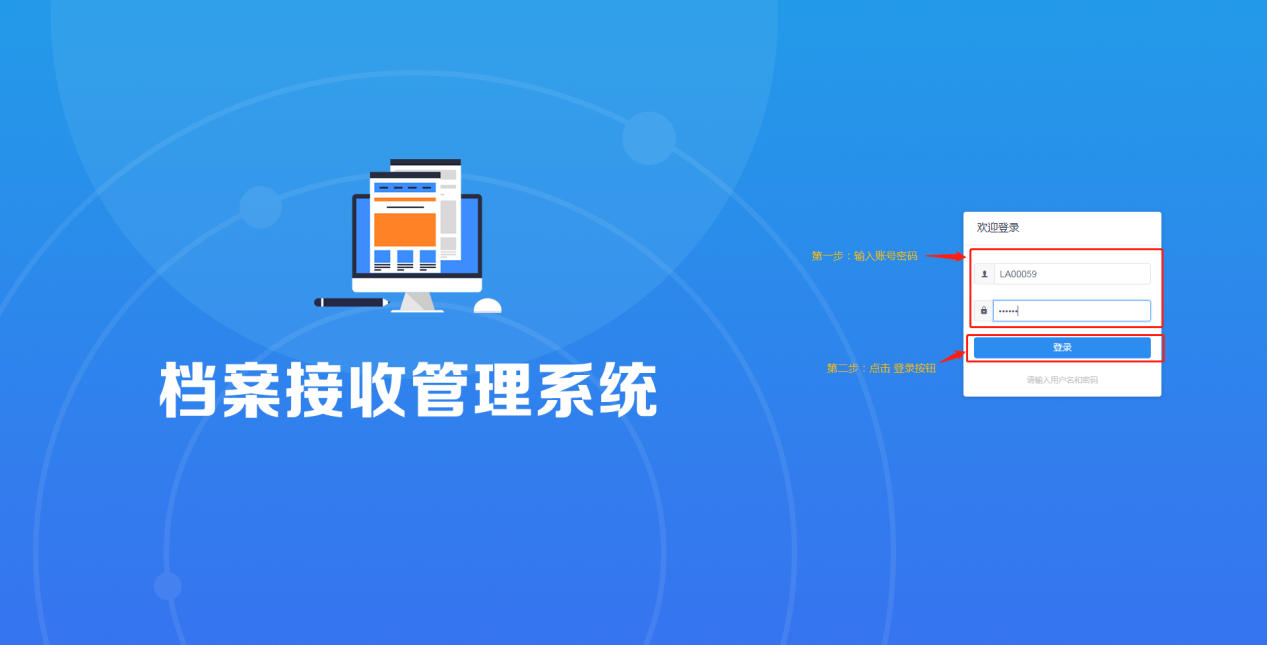 档案接收管理系统
欢迎登录
第一步：输入账号密码
LA00059
••••••
登录
第二步：点击 登录按钮
请输入用户名和密码